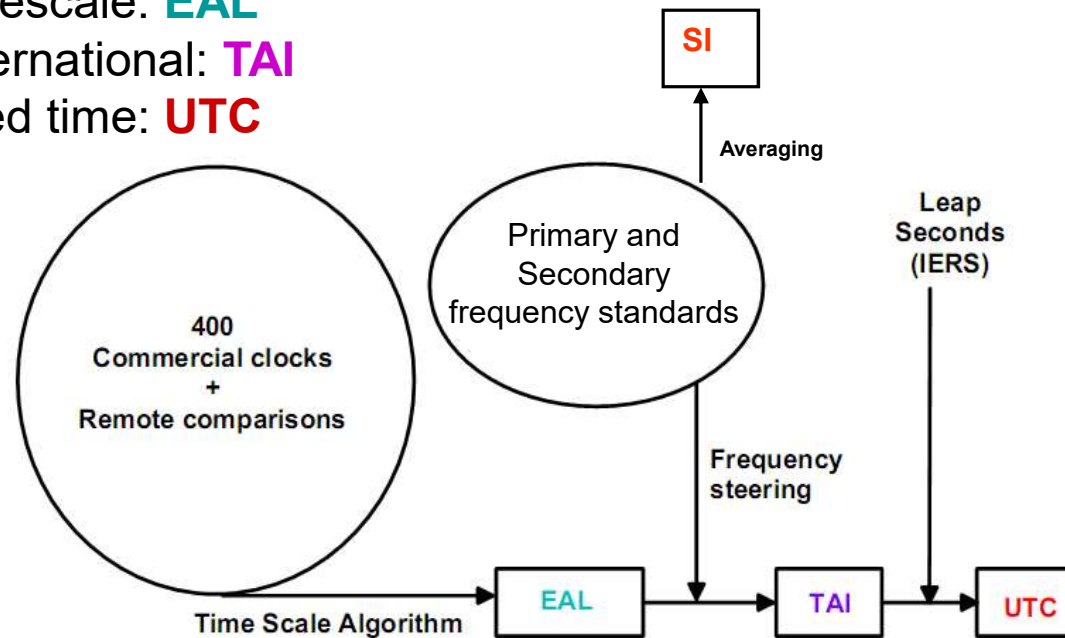 escale: EAL
ernational: TAI
ed time: UTC
SI
Averaging
Primary and
Secondary
frequency standards
Leap
Seconds
(IERS)
400
Commercial clocks
+
Remote comparisons
Frequency
steering
Time Scale Algorithm
EAL
TAI
UTC